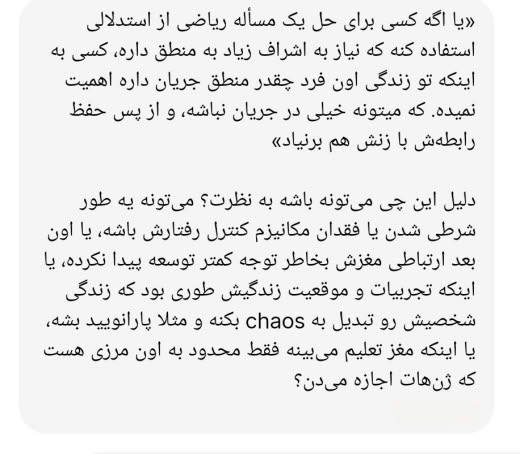 »یا اگه کسی برای حل یک مسأله ریاضی از استدلالی
استفاده کنه که نیاز به اشراف زیاد به منطق داره، کسی به
اینکه تو زندگی اون فرد چقدر منطق جریان داره اهمیت
نمیده. که میتونه خیلی در جریان نباشه، و از پس حفظ
رابطه‌ش با زنش هم برنیاد«
دلیل این چی می‌تونه باشه به نظرت؟ می‌تونه یه طور
شرطی شدن یا فقدان مکانیزم کنترل رفتارش باشه، یا اون
بعد ارتباطی مغزش بخاطر توجه کمتر توسعه پیدا نکرده، یا
اینکه تجربیات و موقعیت زندگیش طوری بود که زندگی
شخصیش رو تبدیل به chaos بکنه و مثلا پارانویید بشه،
یا اینکه مغز تعلیم می‌بینه فقط محدود به اون مرزی هست
که ژن‌هات اجازه می‌دن؟